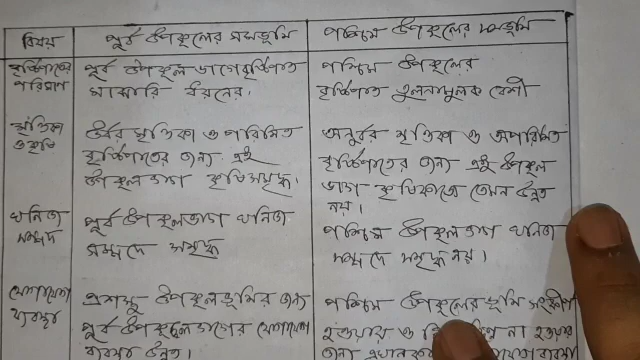 বিষয় পূর্ব উপকূলের সমভূমি পশ্চিম উপকূলের সমভূমি
বৃষ্টিপাতের পূর্ব উপকূল ভাগে বৃষ্টিপাত পশ্চিম উপকূলের
পরিমাণ মাঝারি ধরনের। বৃষ্টিপাত তুলনামূলক বেশী
মৃত্তিকা উর্বর মৃত্তিকা ও পরিমিত অনুর্বর মৃত্তিকা ও অপরিমিত
ও কৃষি বৃষ্টিপাতের জন্য এই বৃষ্টিপাতের জন্য এই উপকূল
উপকূলভাগ কৃষিসমৃদ্ধ। ভাগ কৃষিকাজে তেমন উন্নত
নয়।
খনিজ পূর্ব উপকূলভাগ খনিজ পশ্চিম উপকূলভাগ খনিজ
সম্পদ সম্পদে সমৃদ্ধ সম্পদে সমৃদ্ধ নয়।
যোগাযোগ প্রশস্ত উপকূলভূমির জন্য পশ্চিম উপকূলের ভূমি সংকীর্ণ
ব্যবস্থা পূর্ব উপকূলভাগের যোগাযোগ হওয়ায় ও না হওয়ার
ব্যবস্থা উন্নত। জন্য ব্যবস্থা